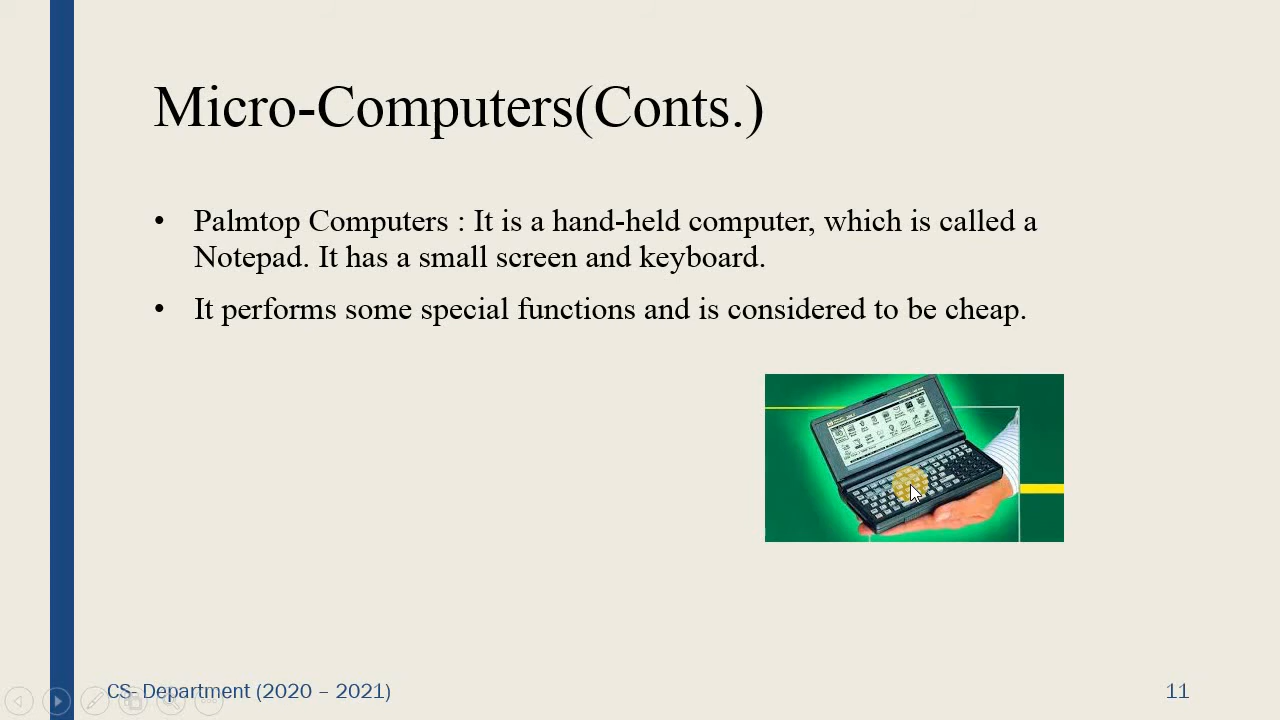 Micro-Computers(Conts.)
• Palmtop Computers : It is a hand-held computer, which is called a
Notepad. It has a small screen and keyboard.
• It performs some special functions and is considered to be cheap.
CS- Department (2020 – 2021)
11